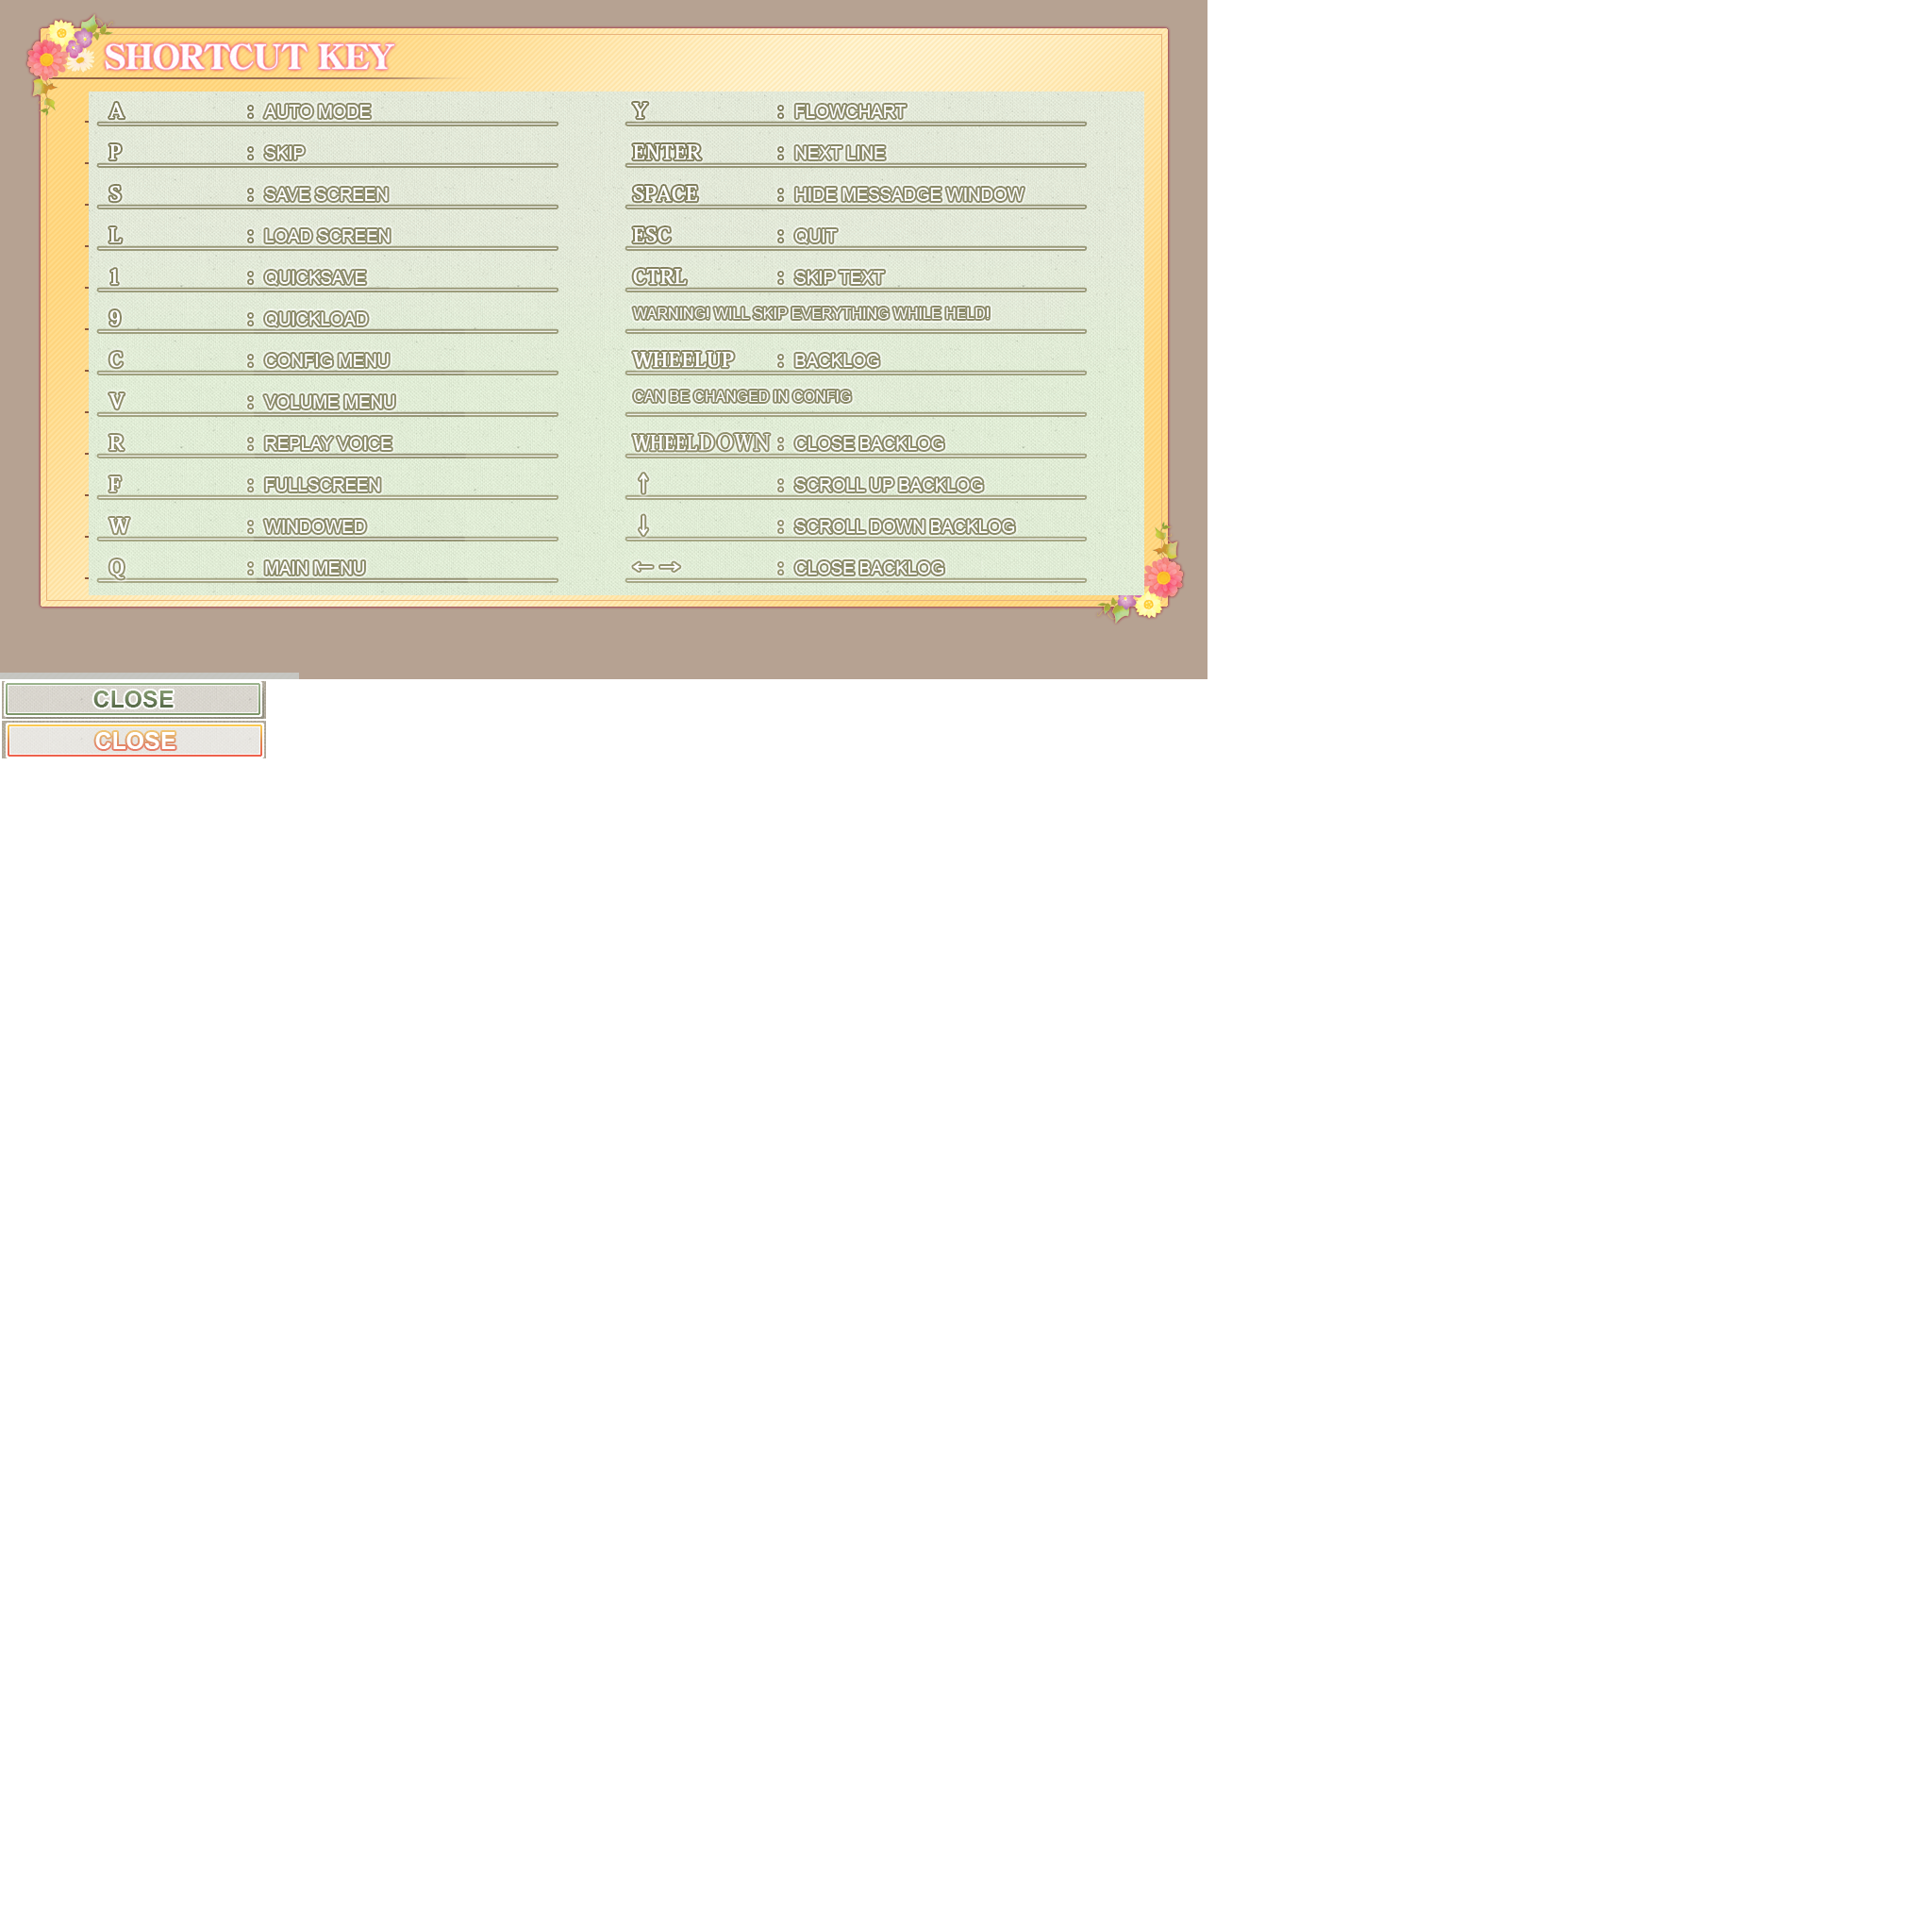 SHORTCUT KEY
A : AUTO MODE
P : SKIP
S : SAVE SCREEN
L : LOAD SCREEN
1 : QUICKSAVE
9 : QUICKLOAD
C : CONFIG MENU
V : VOLUME MENU
R : REPLAY VOICE
F : FULLSCREEN
W : WINDOWED
Q : MAIN MENU
Y : FLOWCHART
ENTER : NEXT LINE
SPACE : HIDE MESSADGE WINDOW
ESC : QUIT
CTRL : SKIP TEXT
WARNING! WILL SKIP EVERYTHING WHILE HELD!
WHEELUP : BACKLOG
CAN BE CHANGED IN CONFIG
WHEELDOWN : CLOSE BACKLOG
↑ : SCROLL UP BACKLOG
↓ : SCROLL DOWN BACKLOG
← → : CLOSE BACKLOG
CLOSE
CLOSE